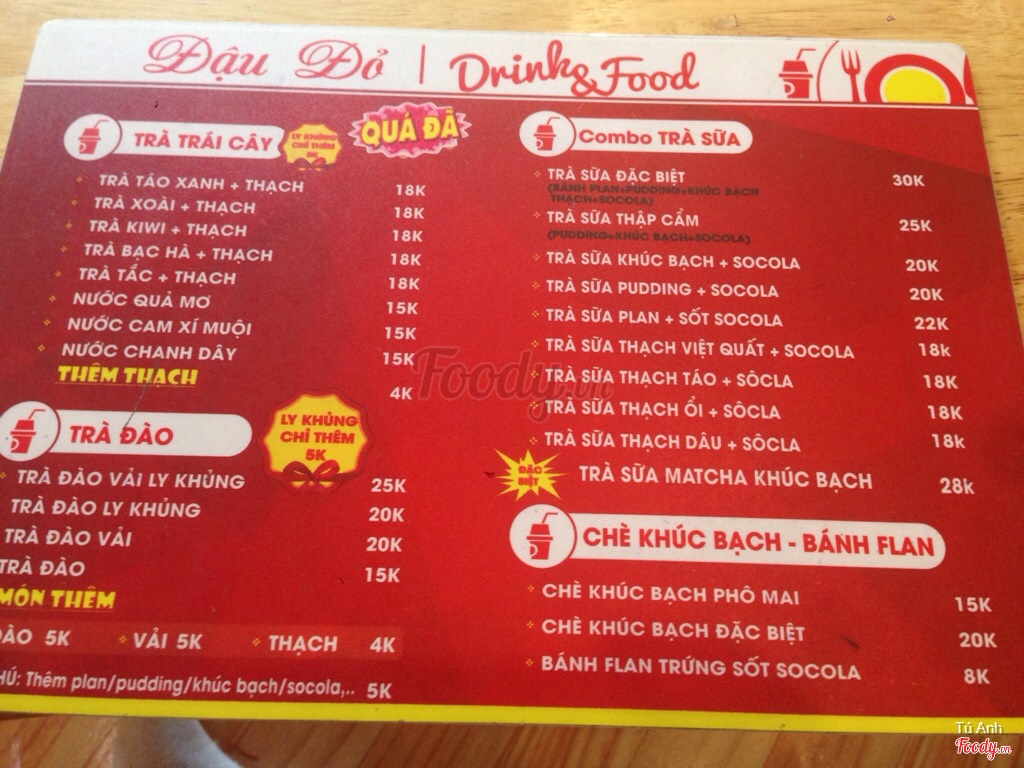 Đậu Đỏ | Drink & Food
TRÀ TRÁI CÂY
LY KHỦNG
CHỈ THÊM
5K
QUÁ ĐÃ
TRÀ TÁO XANH + THẠCH 18K
TRÀ XOÀI + THẠCH 18K
TRÀ KIWI + THẠCH 18K
TRÀ BẠC HÀ + THẠCH 18K
TRÀ TẮC + THẠCH 18K
NƯỚC QUẢ MƠ 15K
NƯỚC CAM XÍ MUỘI 15K
NƯỚC CHANH DÂY 15K
THÊM THẠCH 4K
TRÀ ĐÀO
LY KHỦNG
CHỈ THÊM
5K
TRÀ ĐÀO VẢI LY KHỦNG 25K
TRÀ ĐÀO LY KHỦNG 20K
TRÀ ĐÀO VẢI 20K
TRÀ ĐÀO 15K
MÓN THÊM
ĐÀO 5K VẢI 5K THẠCH 4K
HÚ: Thêm plan/pudding/khúc bạch/socola,.. 5K
Combo TRÀ SỮA
TRÀ SỮA ĐẶC BIỆT 30K
(BÁNH PLAN+PUDDING+KHÚC BẠCH
THẠCH+SOCOLA)
TRÀ SỮA THẬP CẨM 25K
(PUDDING+KHÚC BẠCH+SOCOLA)
TRÀ SỮA KHÚC BẠCH + SOCOLA 20K
TRÀ SỮA PUDDING + SOCOLA 20K
TRÀ SỮA PLAN + SỐT SOCOLA 22K
TRÀ SỮA THẠCH VIỆT QUẤT + SOCOLA 18k
TRÀ SỮA THẠCH TÁO + SÔCLA 18K
TRÀ SỮA THẠCH ỔI + SÔCLA 18K
TRÀ SỮA THẠCH DÂU + SÔCLA 18k
ĐẶC
BIỆT
TRÀ SỮA MATCHA KHÚC BẠCH 28k
CHÈ KHÚC BẠCH - BÁNH FLAN
CHÈ KHÚC BẠCH PHÔ MAI 15K
CHÈ KHÚC BẠCH ĐẶC BIỆT 20K
BÁNH FLAN TRỨNG SỐT SOCOLA 8K
Foody.vn
Tú Anh
Foody.vn